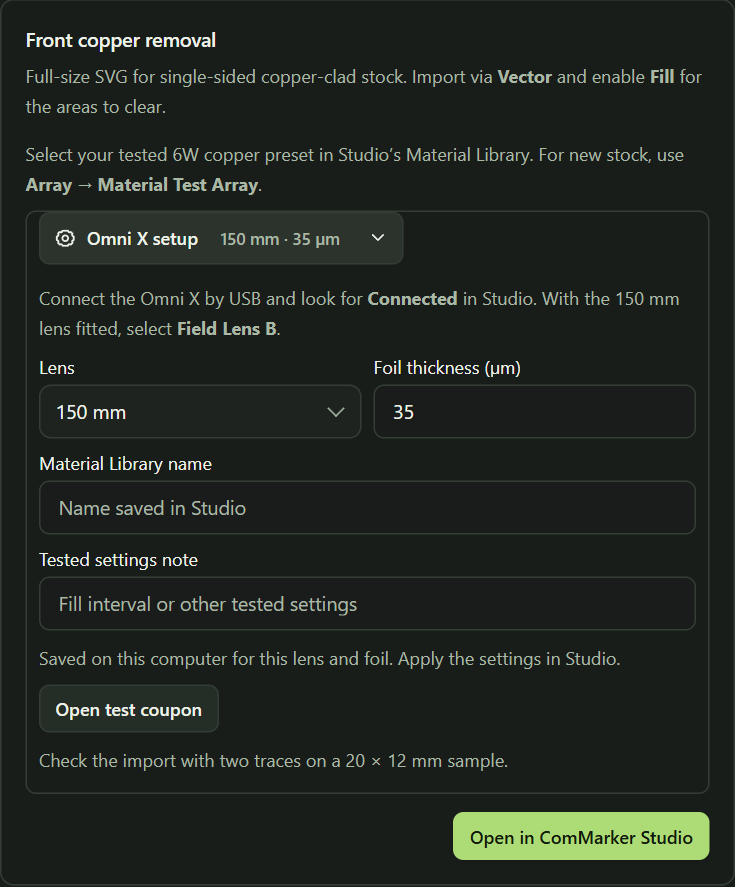 Front copper removal
Full-size SVG for single-sided copper-clad stock. Import via Vector and enable Fill for
the areas to clear.
Select your tested 6W copper preset in Studio’s Material Library. For new stock, use
Array → Material Test Array.
Omni X setup 150 mm · 35 µm
Connect the Omni X by USB and look for Connected in Studio. With the 150 mm
lens fitted, select Field Lens B.
Lens Foil thickness (µm)
150 mm 35
Material Library name
Name saved in Studio
Tested settings note
Fill interval or other tested settings
Saved on this computer for this lens and foil. Apply the settings in Studio.
Open test coupon
Check the import with two traces on a 20 × 12 mm sample.
Open in ComMarker Studio